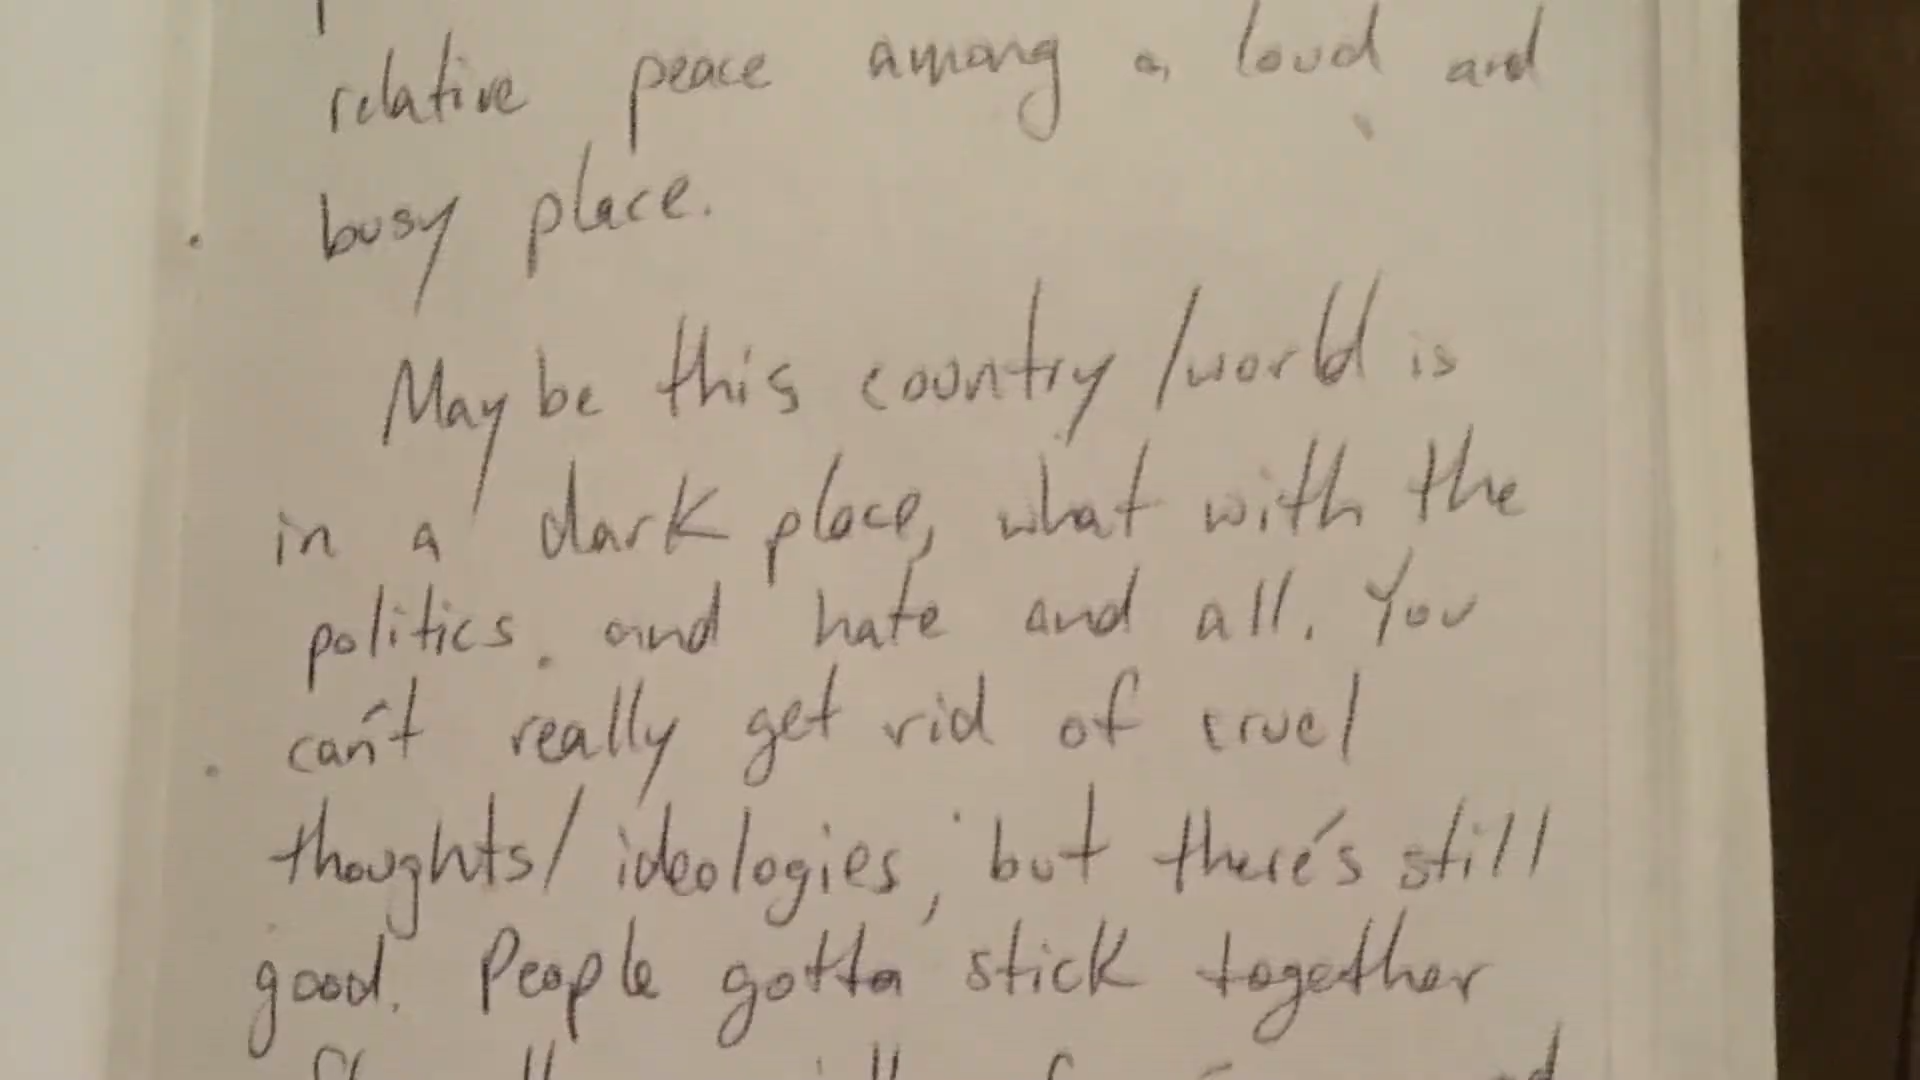 relative peace among a loud and
busy place.
Maybe this country/world is
in a dark place, what with the
politics and hate and all. You
can't really get rid of cruel
thoughts/ideologies, but there's still
good. People gotta stick together